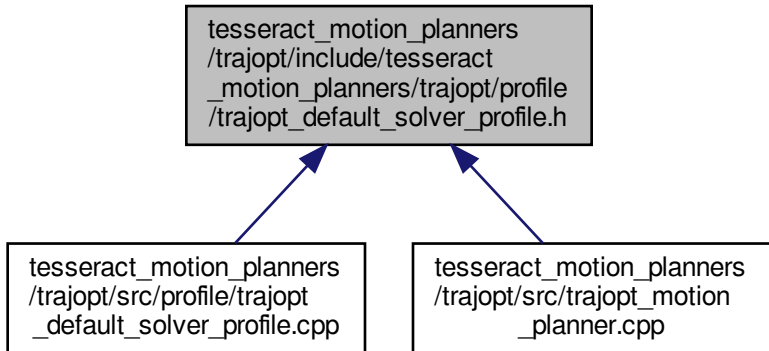 tesseract_motion_planners
/trajopt/include/tesseract
_motion_planners/trajopt/profile
/trajopt_default_solver_profile.h
tesseract_motion_planners
/trajopt/src/profile/trajopt
_default_solver_profile.cpp
tesseract_motion_planners
/trajopt/src/trajopt_motion
_planner.cpp